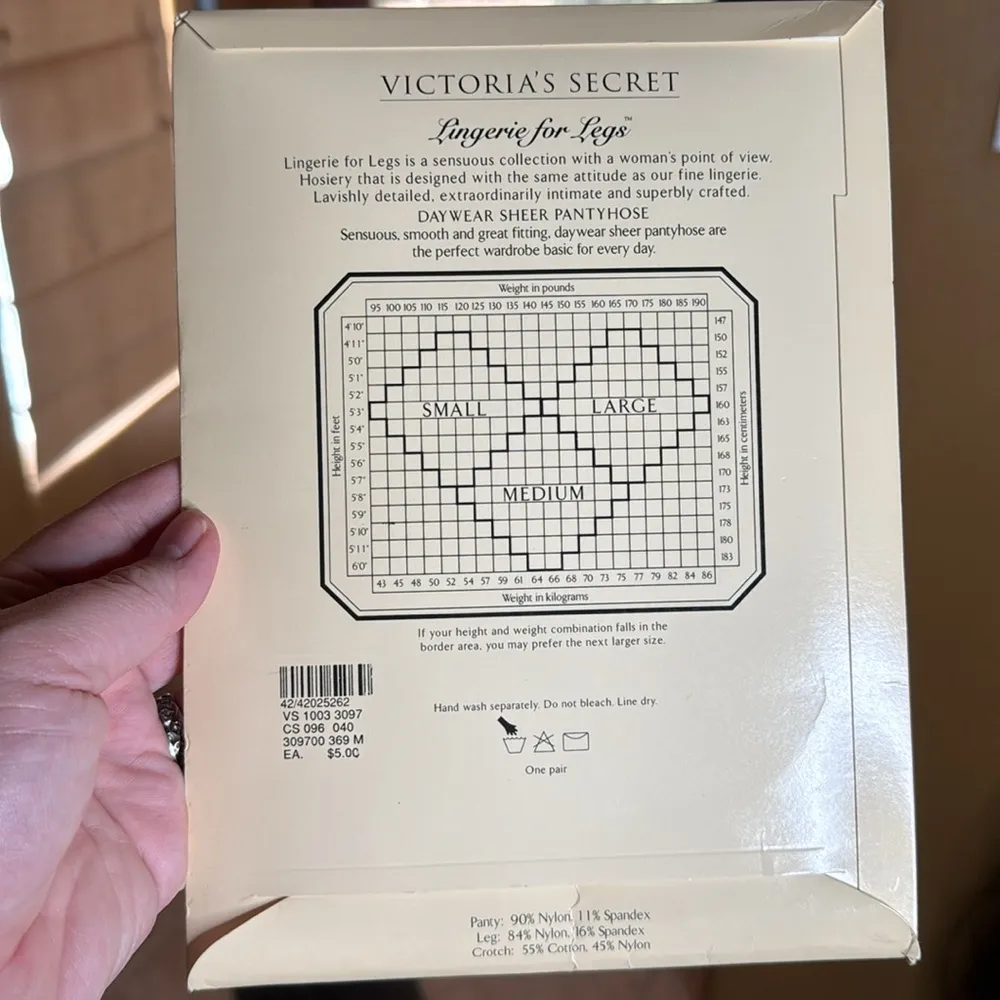 VICTORIA'S SECRET
Lingerie for Legs™
Lingerie for Legs is a sensuous collection with a woman's point of view.
Hosiery that is designed with the same attitude as our fine lingerie.
Lavishly detailed, extraordinarily intimate and superbly crafted.
DAYWEAR SHEER PANTYHOSE
Sensuous, smooth and great fitting, daywear sheer pantyhose are
the perfect wardrobe basic for every day.
Weight in pounds
95 100 105 110 115 120 125 130 135 140 145 150 155 160 165 170 175 180 185 190
Height in feet
4'10"
4'11"
5'0"
5'1"
5'2"
5'3"
5'4"
5'5"
5'6"
5'7"
5'8"
5'9"
5'10"
5'11"
6'0"
SMALL
LARGE
MEDIUM
147
150
152
155
157
160
163
165
168
170
173
175
178
180
183
Height in centimeters
43 45 48 50 52 54 57 59 61 64 66 68 70 73 75 77 79 82 84 86
Weight in kilograms
If your height and weight combination falls in the
border area, you may prefer the next larger size.
42/42025262
VS 1003 3097
CS 096 040
309700 369 M
EA. $5.00
Hand wash separately. Do not bleach. Line dry.
One pair
Panty: 90% Nylon, 11% Spandex
Leg: 84% Nylon, 16% Spandex
Crotch: 55% Cotton, 45% Nylon